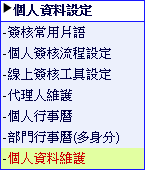 ▶個人資料設定
-簽核常用片語
-個人簽核流程設定
-線上簽核工具設定
-代理人維護
-個人行事曆
-部門行事曆(多身分)
-個人資料維護